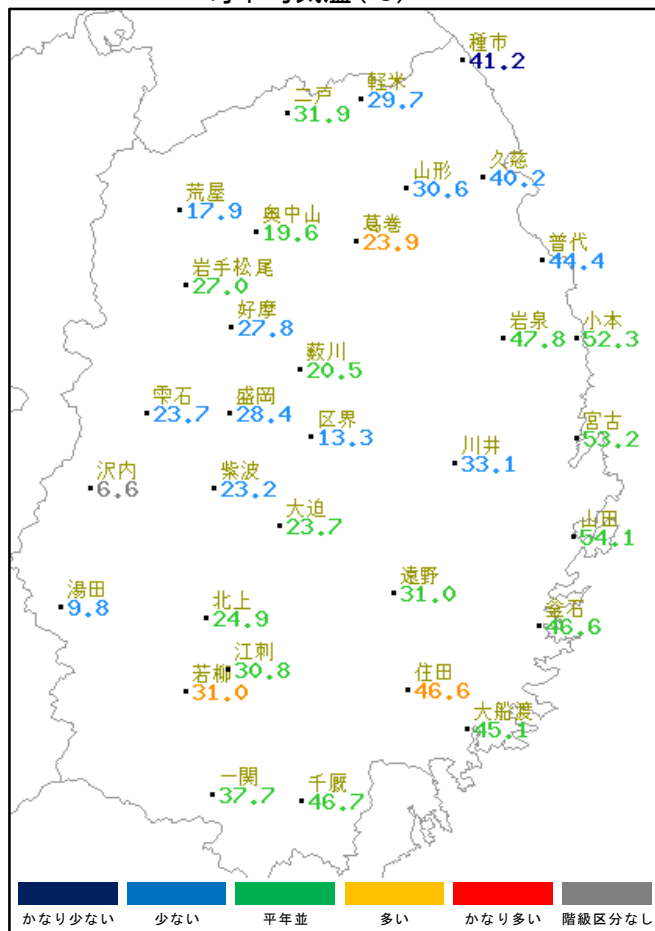 種市
41.2
軽米
29.7
二戸
31.9
久慈
40.2
山形
30.6
荒屋
17.9
奥中山
19.6
葛巻
23.9
普代
44.4
岩手松尾
27.0
好摩
27.8
岩泉
47.8
小本
52.3
薮川
20.5
雫石
23.7
盛岡
28.4
区界
13.3
宮古
53.2
川井
33.1
沢内
6.6
紫波
23.2
大迫
23.7
山田
54.1
湯田
9.8
北上
24.9
遠野
31.0
釜石
46.6
江刺
30.8
若柳
31.0
住田
46.6
大船渡
45.1
一関
37.7
千厩
46.7
かなり少ない 少ない 平年並 多い かなり多い 階級区分なし